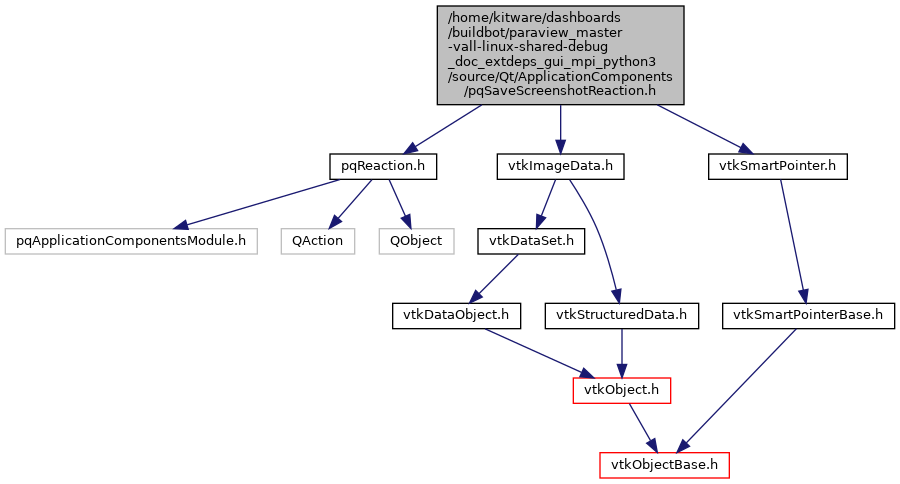 /home/kitware/dashboards
/buildbot/paraview_master
-vall-linux-shared-debug
_doc_extdeps_gui_mpi_python3
/source/Qt/ApplicationComponents
/pqSaveScreenshotReaction.h
pqReaction.h
vtkImageData.h
vtkSmartPointer.h
pqApplicationComponentsModule.h
QAction
QObject
vtkDataSet.h
vtkDataObject.h
vtkStructuredData.h
vtkSmartPointerBase.h
vtkObject.h
vtkObjectBase.h